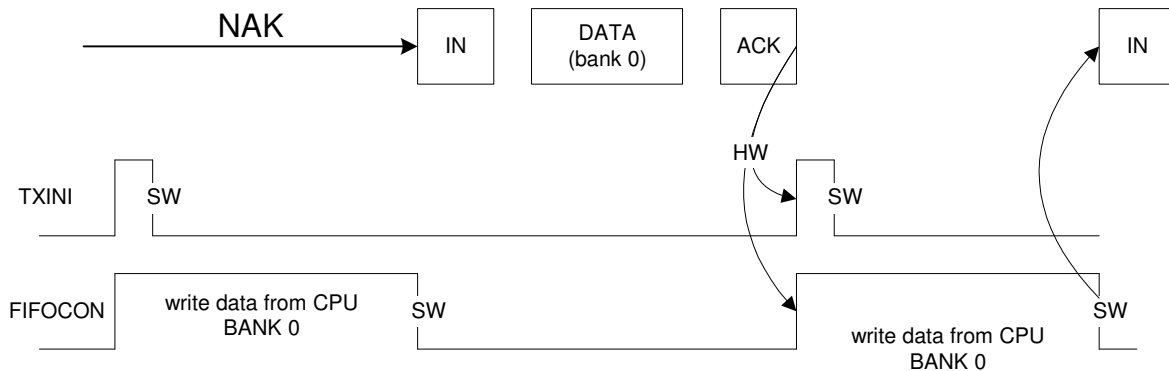 NAK
IN
DATA
(bank 0)
ACK
IN
HW
TXINI
SW
SW
FIFOCON
write data from CPU
BANK 0
SW
write data from CPU
BANK 0
SW